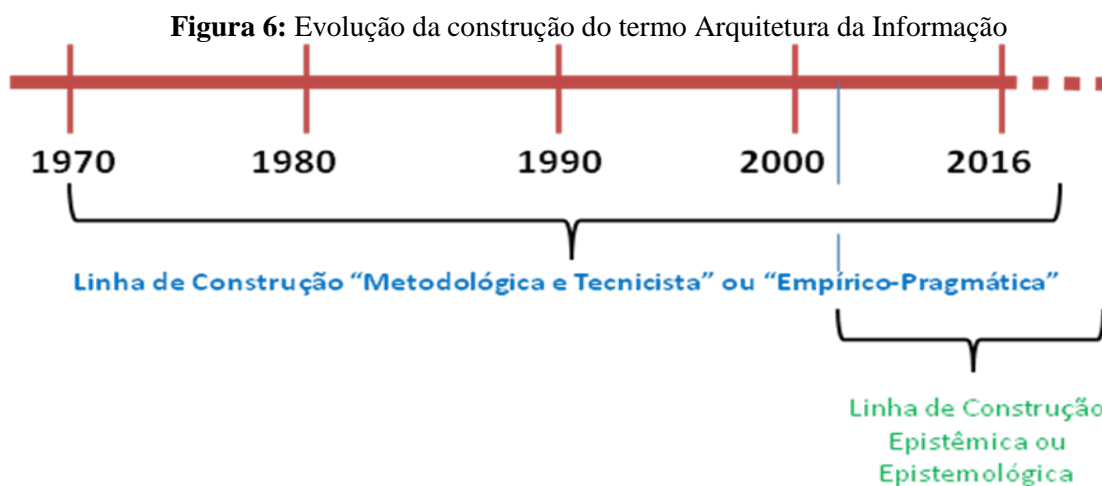 Figura 6: Evolução da construção do termo Arquitetura da Informação
1970 1980 1990 2000 2016
Linha de Construção “Metodológica e Tecnicista” ou “Empírico-Pragmática”
Linha de Construção
Epistêmica ou
Epistemológica